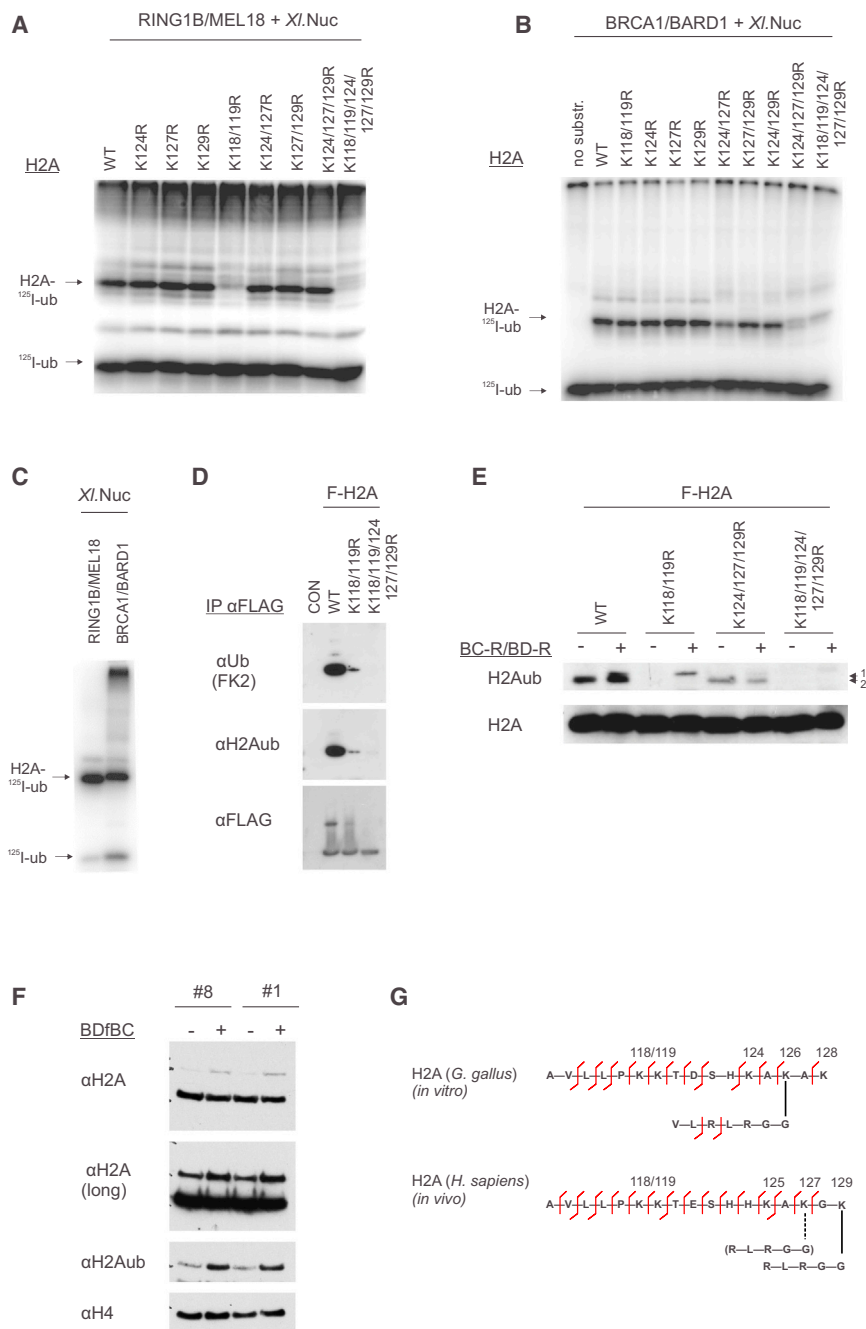 A
RING1B/MEL18 + Xl.Nuc
H2A
WT
K124R
K127R
K129R
K118/119R
K124/127R
K127/129R
K124/127/129R
K118/119/124/
127/129R
H2A-
125I-ub
125I-ub
B
BRCA1/BARD1 + Xl.Nuc
H2A
no substr.
WT
K118/119R
K124R
K127R
K129R
K124/127R
K127/129R
K124/129R
K124/127/129R
K118/119/124/
127/129R
H2A-
125I-ub
125I-ub
C
Xl.Nuc
RING1B/MEL18
BRCA1/BARD1
H2A-
125I-ub
125I-ub
D
F-H2A
IP αFLAG
CON
WT
K118/119R
K118/119/124
127/129R
αUb
(FK2)
αH2Aub
αFLAG
E
F-H2A
WT
K118/119R
K124/127/129R
K118/119/124/
127/129R
BC-R/BD-R - + - + - + - +
H2Aub
1
2
H2A
F
#8 #1
BDfBC - + - +
αH2A
αH2A
(long)
αH2Aub
αH4
G
118/119 124 126 128
H2A (G. gallus)
(in vitro)
A-V-L-L-P-K-K-T-D-S-H-K-A-K-A-K
V-L-R-L-R-G-G
118/119 125 127 129
H2A (H. sapiens)
(in vivo)
A-V-L-L-P-K-K-T-E-S-H-H-K-A-K-G-K
(R-L-R-G-G)
R-L-R-G-G